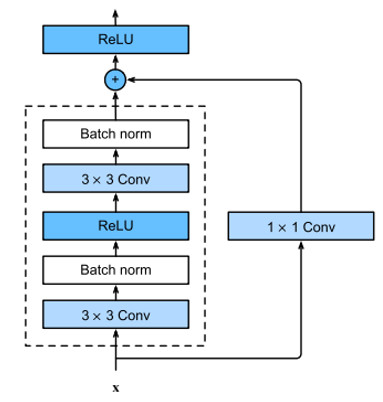 ReLU
+
Batch norm
3 × 3 Conv
ReLU
1 × 1 Conv
Batch norm
3 × 3 Conv
x